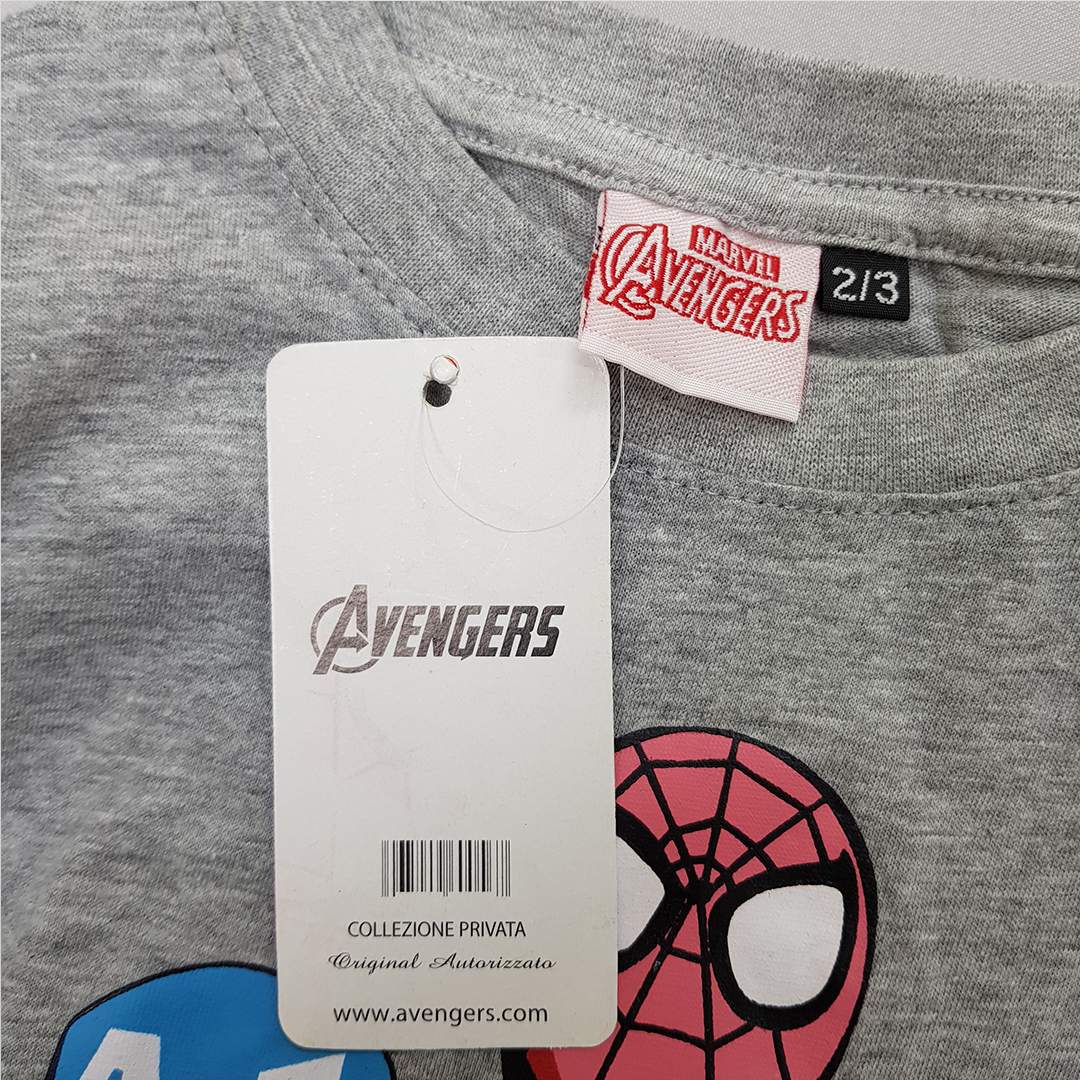 MARVEL
AVENGERS
2/3
AVENGERS
COLLEZIONE PRIVATA
Original Autorizzato
www.avengers.com
A